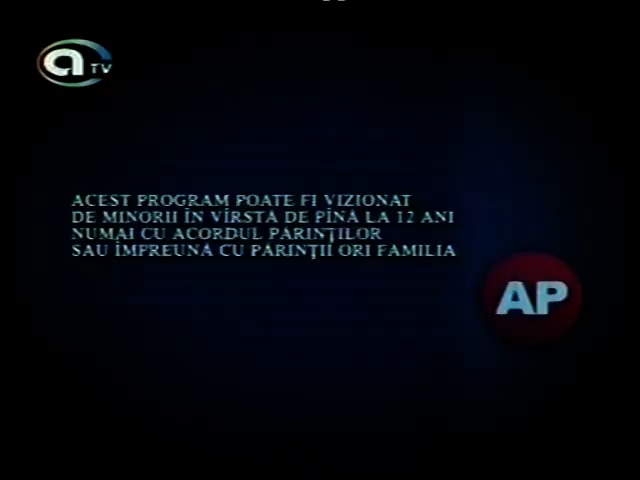 a TV
ACEST PROGRAM POATE FI VIZIONAT
DE MINORII ÎN VÎRSTĂ DE PÎNĂ LA 12 ANI
NUMAI CU ACORDUL PĂRINŢILOR
SAU ÎMPREUNĂ CU PĂRINŢII ORI FAMILIA
AP